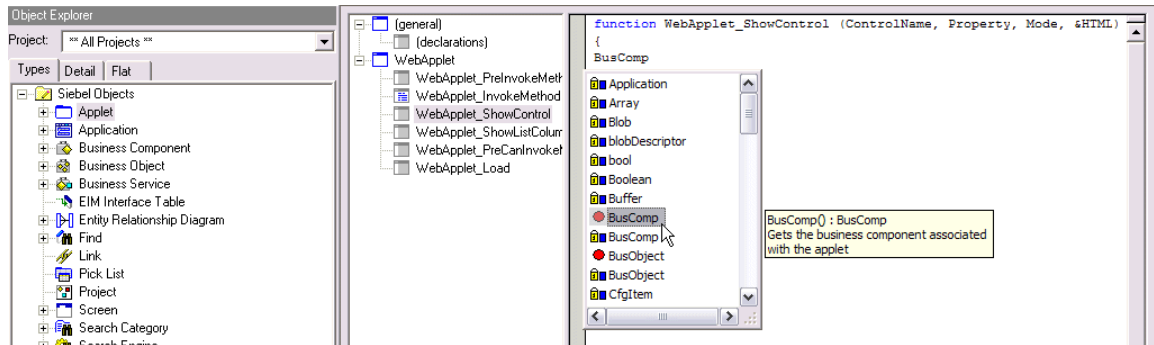 Object Explorer
Project: ** All Projects **
Types Detail Flat
Siebel Objects
Applet
Application
Business Component
Business Object
Business Service
EIM Interface Table
Entity Relationship Diagram
Find
Link
Pick List
Project
Screen
Search Category
Search Engine
(general)
(declarations)
WebApplet
WebApplet_PreInvokeMeth
WebApplet_InvokeMethod
WebApplet_ShowControl
WebApplet_ShowListColum
WebApplet_PreCanInvokeM
WebApplet_Load
function WebApplet_ShowControl (ControlName, Property, Mode, &HTML)
{
BusComp
Application
Array
Blob
blobDescriptor
bool
Boolean
Buffer
BusComp
BusComp
BusObject
BusObject
CfgItem
BusComp() : BusComp
Gets the business component associated
with the applet